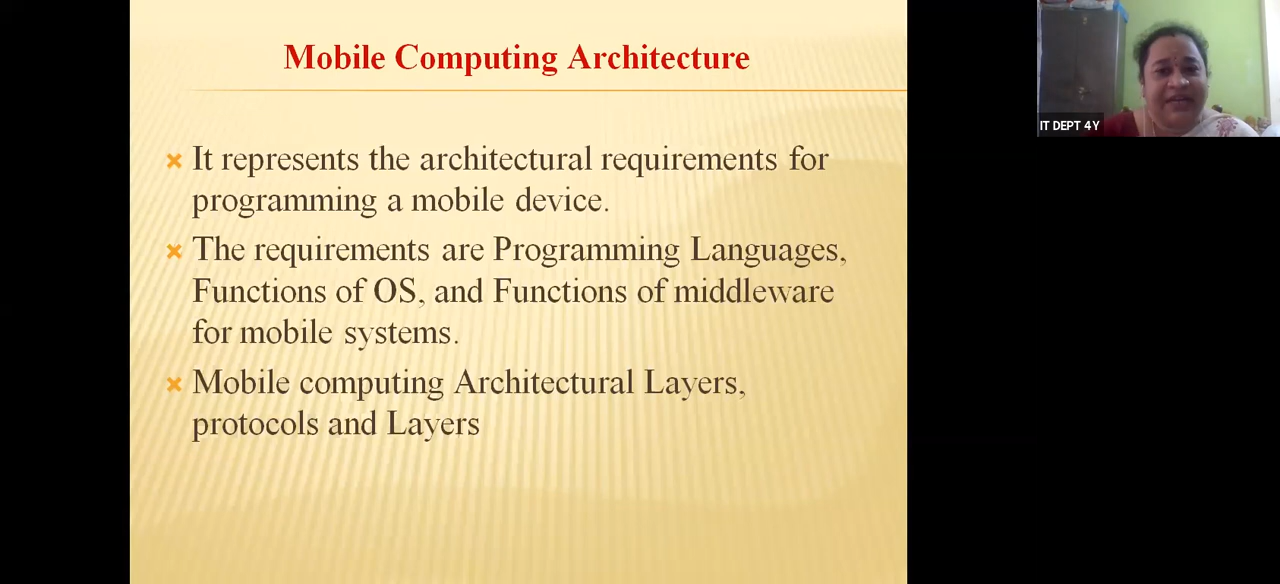 Mobile Computing Architecture
It represents the architectural requirements for
programming a mobile device.
The requirements are Programming Languages,
Functions of OS, and Functions of middleware
for mobile systems.
Mobile computing Architectural Layers,
protocols and Layers
IT DEPT 4Y